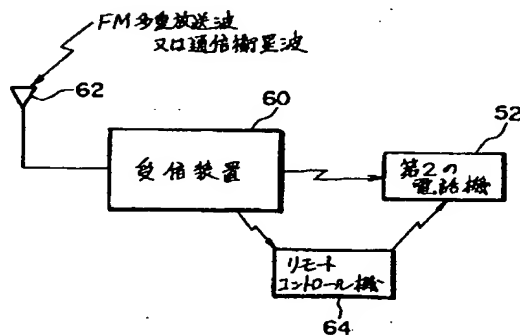 FM多重放送波
又は通信衛星波
62
60
受信装置
52
第2の
電話機
リモート
コントロール機
64